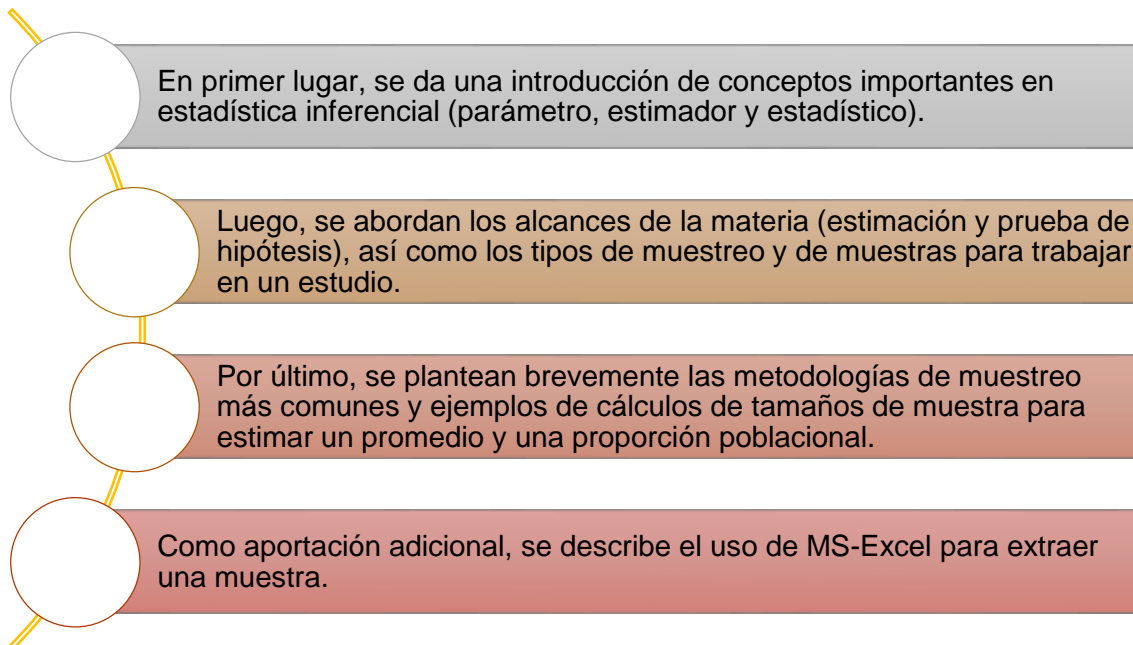 En primer lugar, se da una introducción de conceptos importantes en
estadística inferencial (parámetro, estimador y estadístico).
Luego, se abordan los alcances de la materia (estimación y prueba de
hipótesis), así como los tipos de muestreo y de muestras para trabajar
en un estudio.
Por último, se plantean brevemente las metodologías de muestreo
más comunes y ejemplos de cálculos de tamaños de muestra para
estimar un promedio y una proporción poblacional.
Como aportación adicional, se describe el uso de MS-Excel para extraer
una muestra.